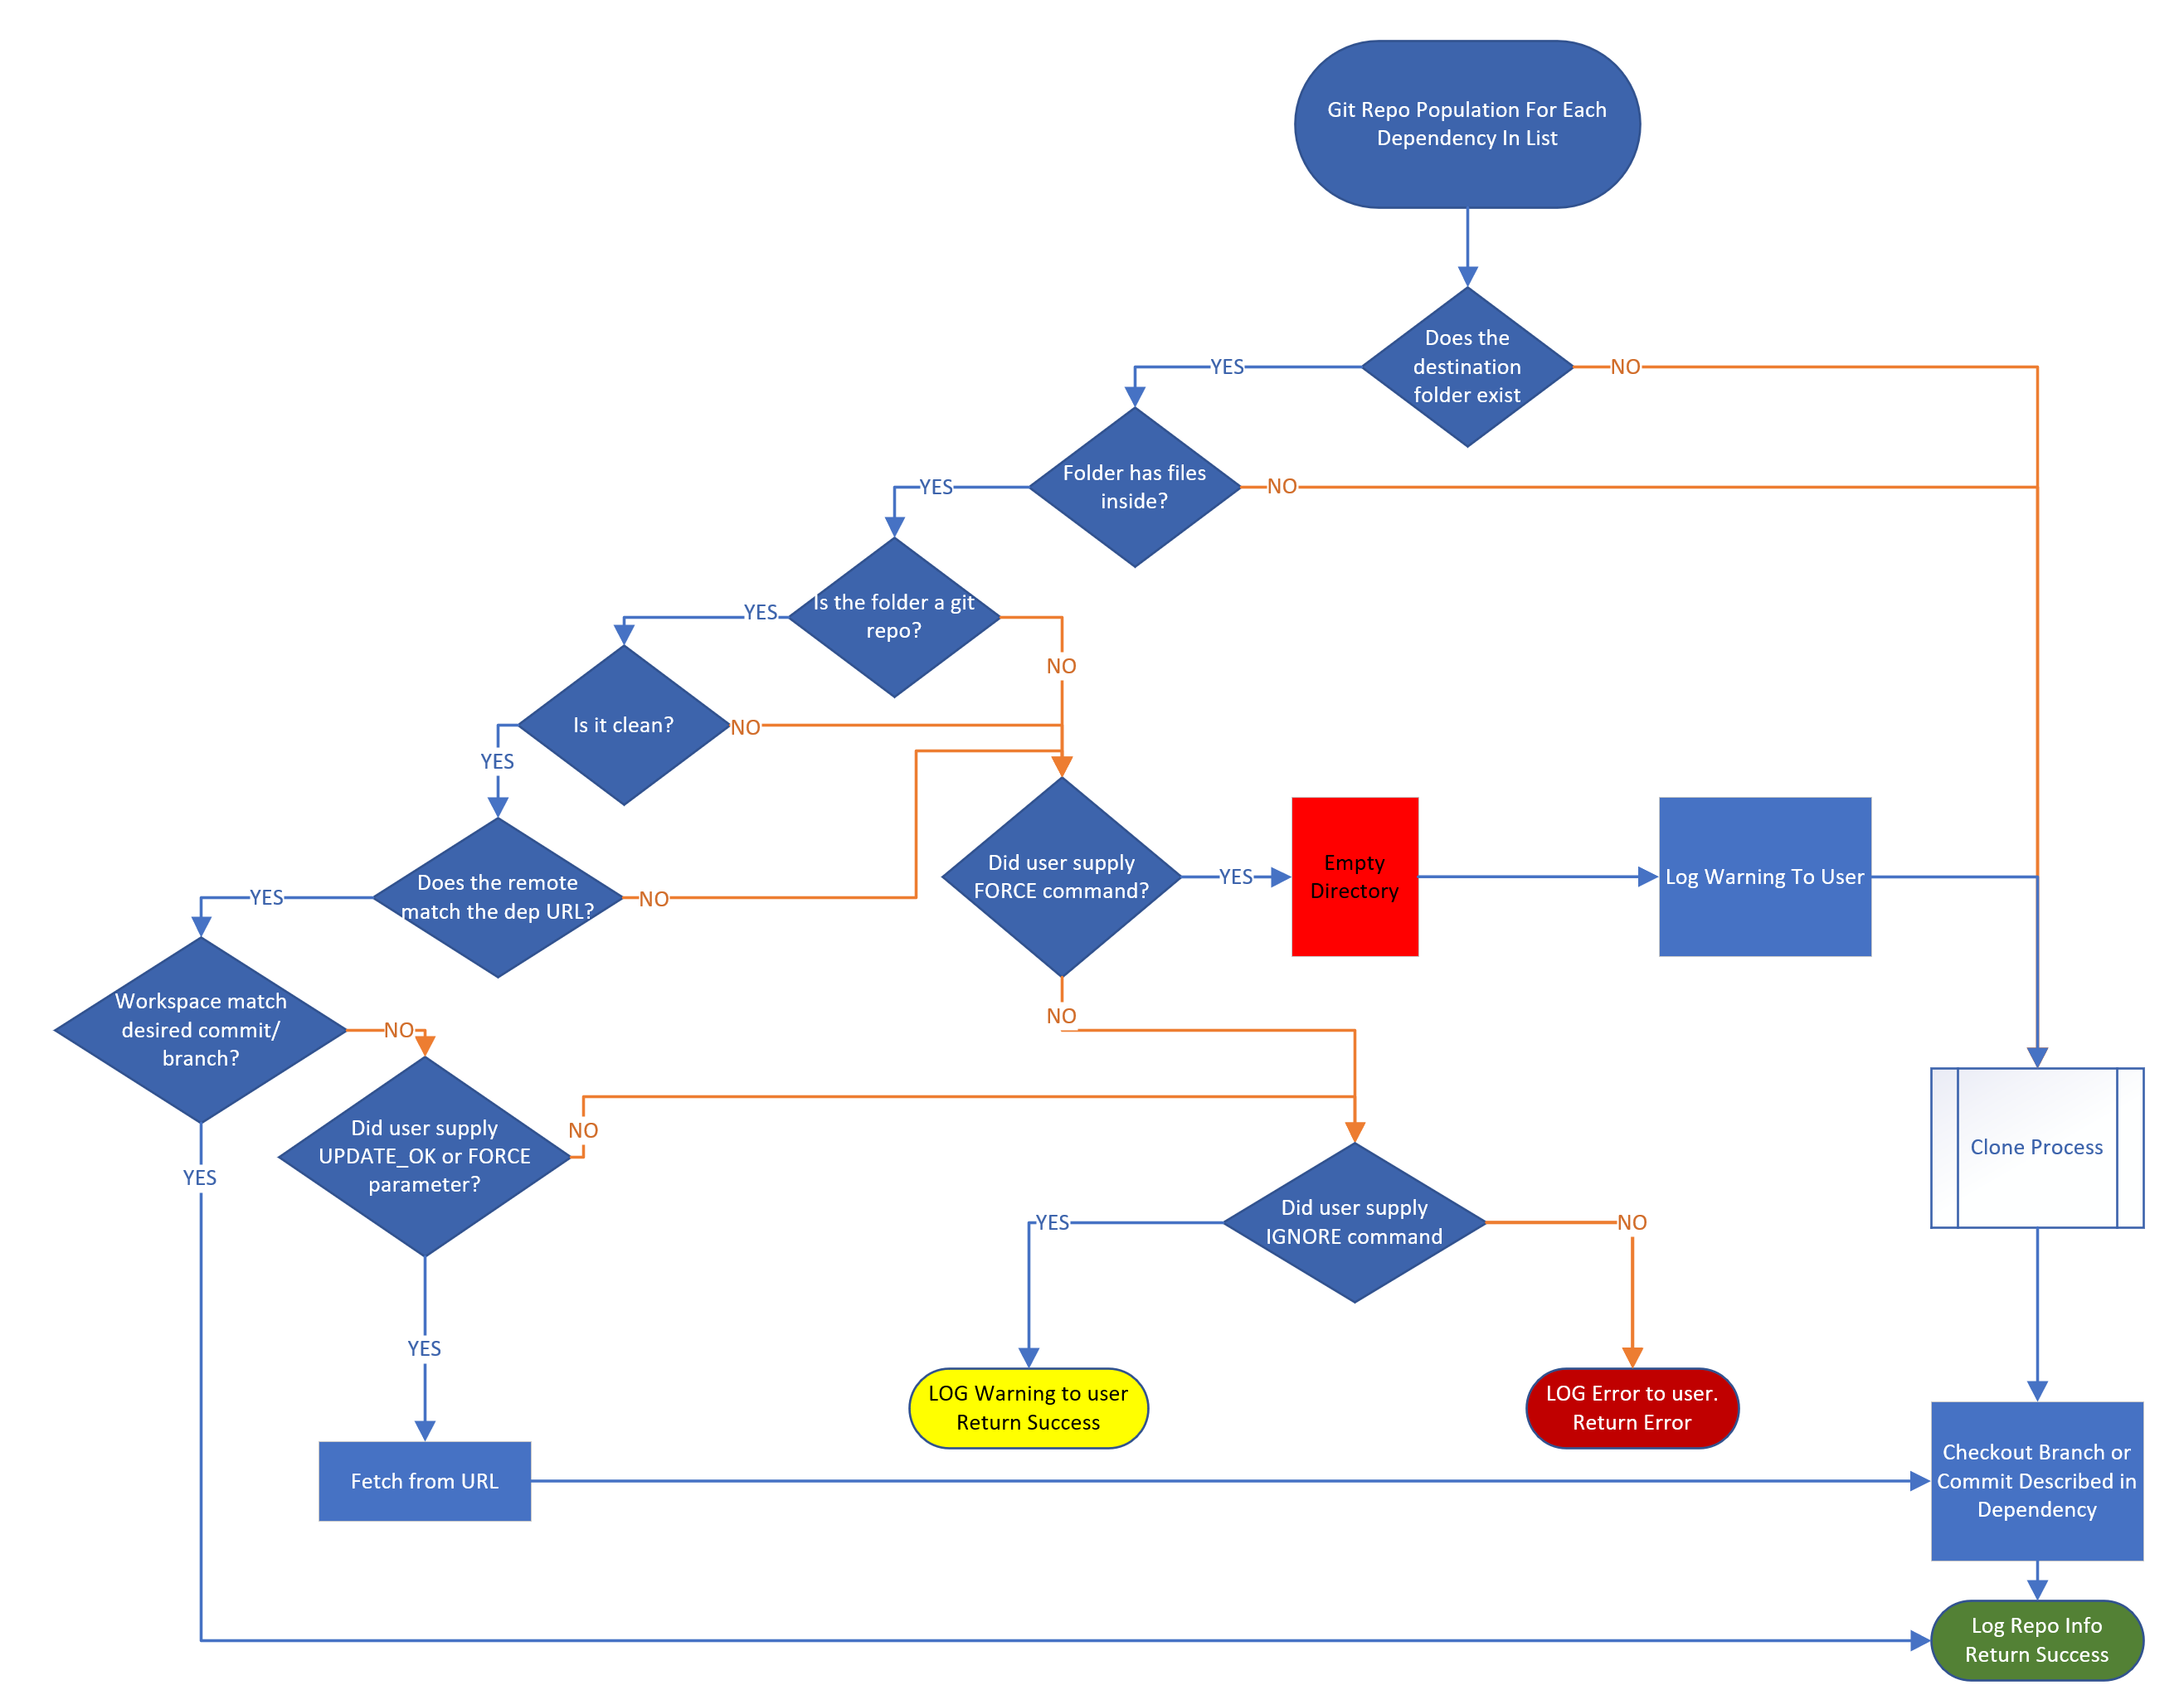 Git Repo Population For Each
Dependency In List
Does the
destination
folder exist
YES
NO
Folder has files
inside?
YES
NO
Is the folder a git
repo?
YES
NO
Is it clean?
NO
YES
Does the remote
match the dep URL?
YES
NO
Did user supply
FORCE command?
YES
Empty
Directory
Log Warning To User
NO
Workspace match
desired commit/
branch?
NO
YES
Did user supply
UPDATE_OK or FORCE
parameter?
NO
YES
Did user supply
IGNORE command
YES
NO
Clone Process
LOG Warning to user
Return Success
LOG Error to user.
Return Error
Fetch from URL
Checkout Branch or
Commit Described in
Dependency
Log Repo Info
Return Success